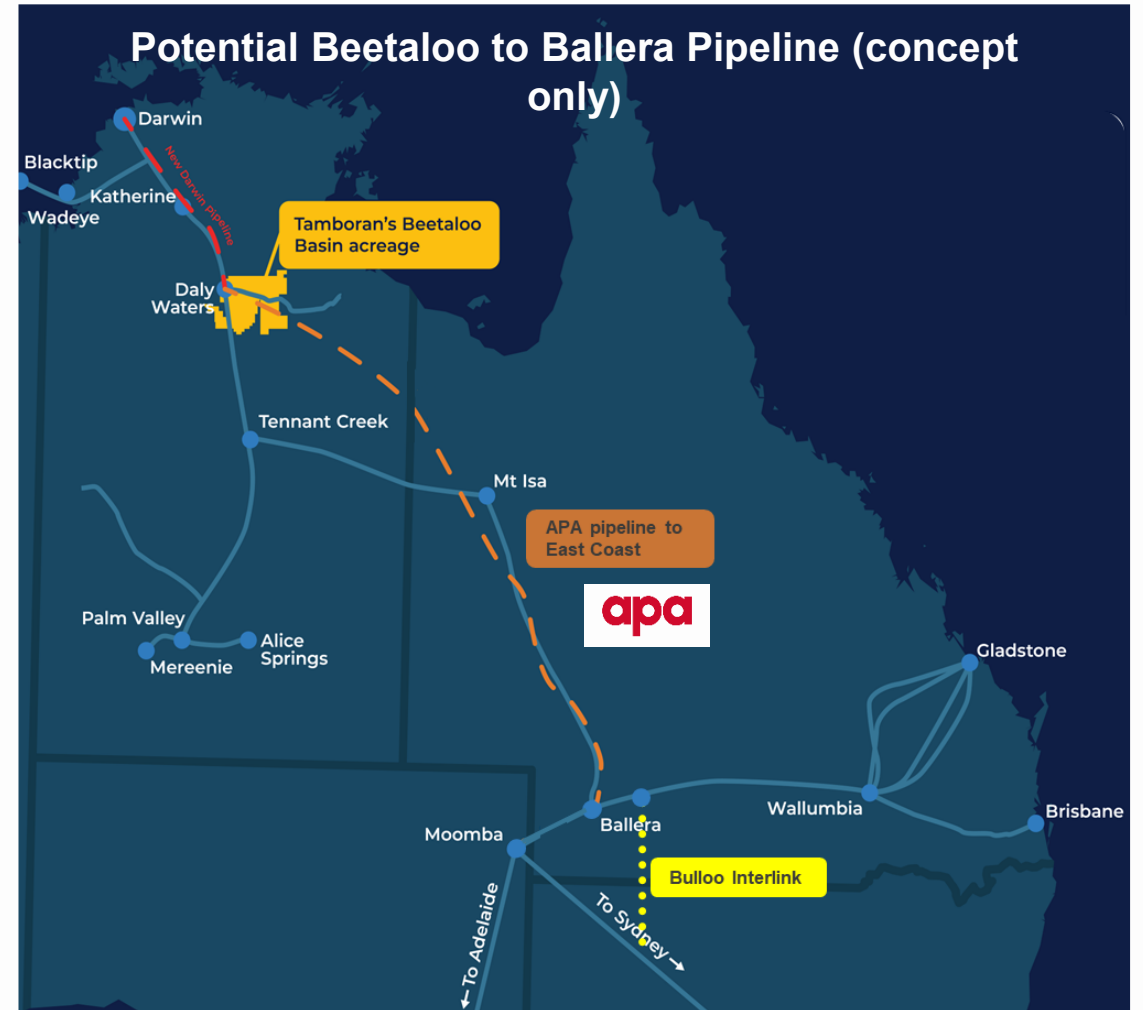 Potential Beetaloo to Ballera Pipeline (concept
only)
Darwin
Blacktip
New Darwin pipeline
Katherine
Wadeye
Tamboran's Beetaloo
Basin acreage
Daly
Waters
Tennant Creek
Mt Isa
APA pipeline to
East Coast
apa
Palm Valley
Alice
Springs
Mereenie
Gladstone
Wallumbia
Brisbane
Ballera
Moomba
Bulloo Interlink
To Adelaide
To Sydney